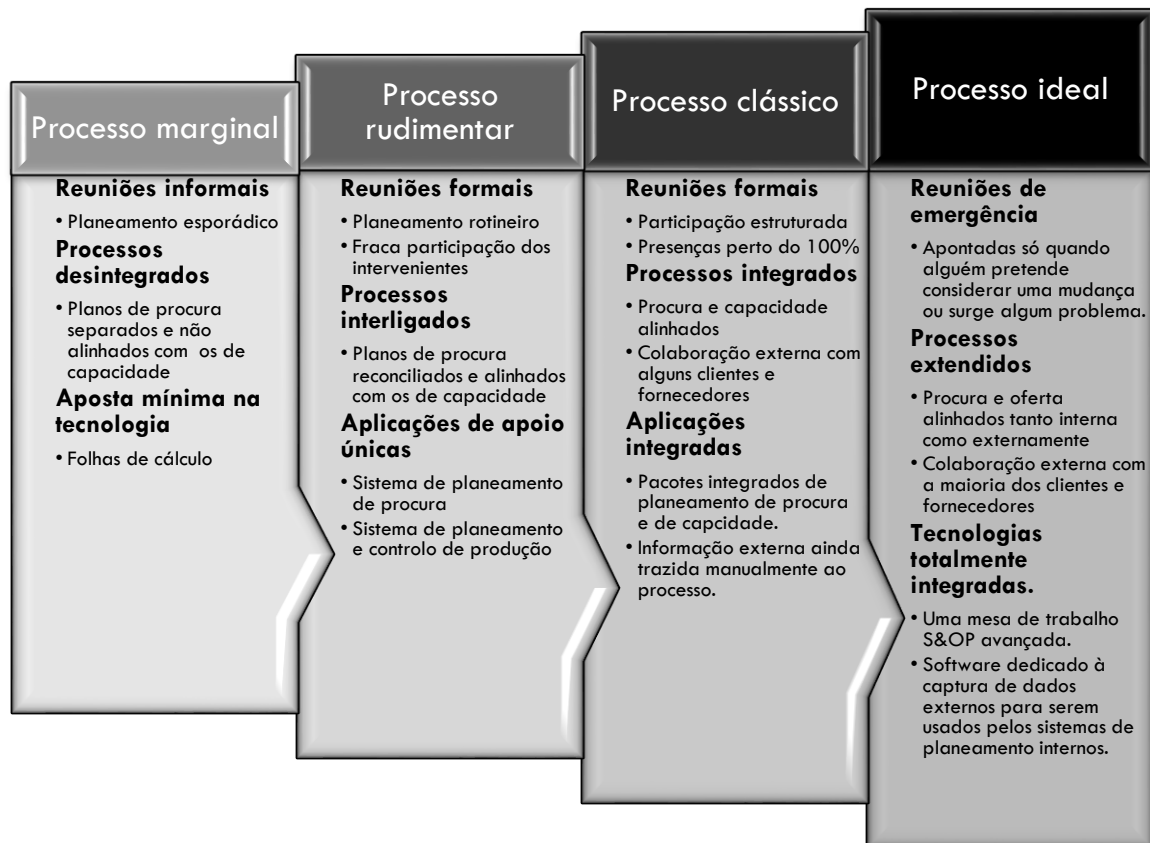 Processo marginal
Reuniões informais
• Planeamento esporádico
Processos
desintegrados
• Planos de procura
separados e não
alinhados com os de
capacidade
Aposta mínima na
tecnologia
• Folhas de cálculo
Processo
rudimentar
Reuniões formais
• Planeamento rotineiro
• Fraca participação dos
intervenientes
Processos
interligados
• Planos de procura
reconciliados e alinhados
com os de capacidade
Aplicações de apoio
únicas
• Sistema de planeamento
de procura
• Sistema de planeamento
e controlo de produção
Processo clássico
Reuniões formais
• Participação estruturada
• Presenças perto do 100%
Processos integrados
• Procura e capacidade
alinhados
• Colaboração externa com
alguns clientes e
fornecedores
Aplicações
integradas
• Pacotes integrados de
planeamento de procura
e de capcidade.
• Informação externa ainda
trazida manualmente ao
processo.
Processo ideal
Reuniões de
emergência
• Apontadas só quando
alguém pretende
considerar uma mudança
ou surge algum problema.
Processos
extendidos
• Procura e oferta
alinhados tanto interna
como externamente
• Colaboração externa com
a maioria dos clientes e
fornecedores
Tecnologias
totalmente
integradas.
• Uma mesa de trabalho
S&OP avançada.
• Software dedicado à
captura de dados
externos para serem
usados pelos sistemas de
planeamento internos.